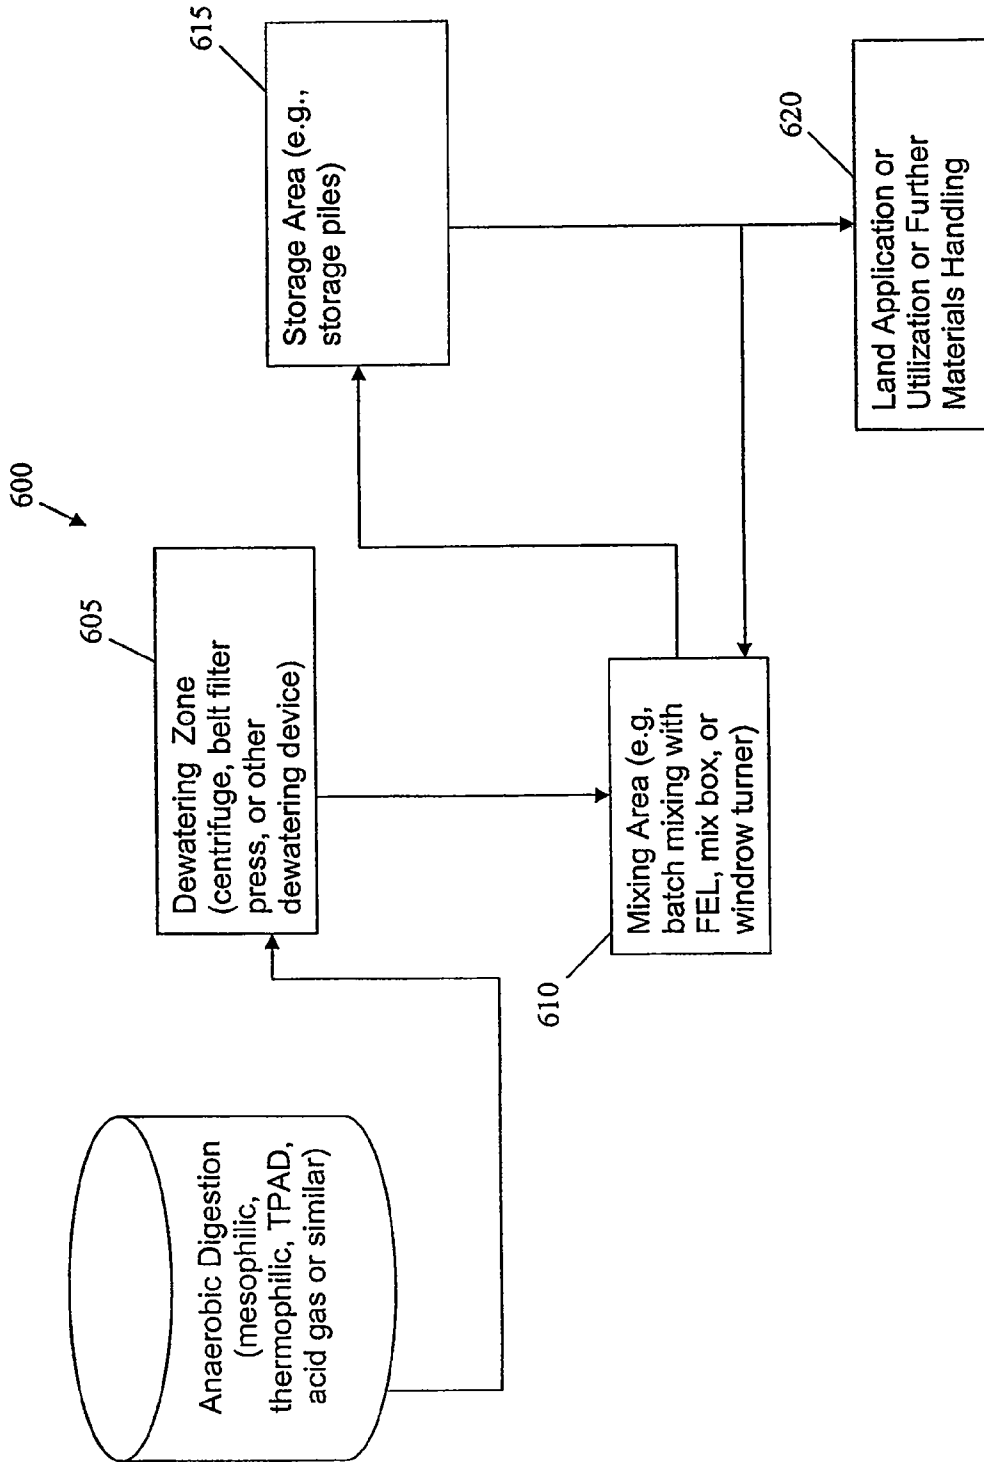 600
Anaerobic Digestion
(mesophilic,
thermophilic, TPAD,
acid gas or similar)
605
Dewatering Zone
(centrifuge, belt filter
press, or other
dewatering device)
610
Mixing Area (e.g,
batch mixing with
FEL, mix box, or
windrow turner)
615
Storage Area (e.g.,
storage piles)
620
Land Application or
Utilization or Further
Materials Handling